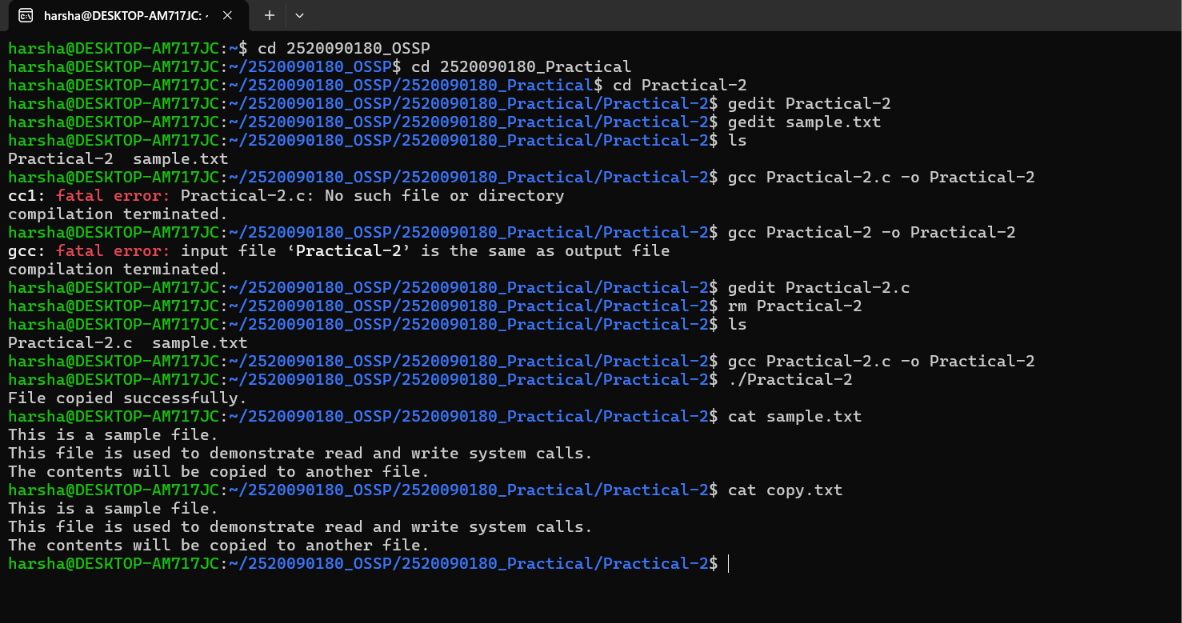 harsha@DESKTOP-AM717JC: ~
harsha@DESKTOP-AM717JC:~$ cd 2520090180_OSSP
harsha@DESKTOP-AM717JC:~/2520090180_OSSP$ cd 2520090180_Practical
harsha@DESKTOP-AM717JC:~/2520090180_OSSP/2520090180_Practical$ cd Practical-2
harsha@DESKTOP-AM717JC:~/2520090180_OSSP/2520090180_Practical/Practical-2$ gedit Practical-2
harsha@DESKTOP-AM717JC:~/2520090180_OSSP/2520090180_Practical/Practical-2$ gedit sample.txt
harsha@DESKTOP-AM717JC:~/2520090180_OSSP/2520090180_Practical/Practical-2$ ls
Practical-2  sample.txt
harsha@DESKTOP-AM717JC:~/2520090180_OSSP/2520090180_Practical/Practical-2$ gcc Practical-2.c -o Practical-2
cc1: fatal error: Practical-2.c: No such file or directory
compilation terminated.
harsha@DESKTOP-AM717JC:~/2520090180_OSSP/2520090180_Practical/Practical-2$ gcc Practical-2 -o Practical-2
gcc: fatal error: input file ‘Practical-2’ is the same as output file
compilation terminated.
harsha@DESKTOP-AM717JC:~/2520090180_OSSP/2520090180_Practical/Practical-2$ gedit Practical-2.c
harsha@DESKTOP-AM717JC:~/2520090180_OSSP/2520090180_Practical/Practical-2$ rm Practical-2
harsha@DESKTOP-AM717JC:~/2520090180_OSSP/2520090180_Practical/Practical-2$ ls
Practical-2.c  sample.txt
harsha@DESKTOP-AM717JC:~/2520090180_OSSP/2520090180_Practical/Practical-2$ gcc Practical-2.c -o Practical-2
harsha@DESKTOP-AM717JC:~/2520090180_OSSP/2520090180_Practical/Practical-2$ ./Practical-2
File copied successfully.
harsha@DESKTOP-AM717JC:~/2520090180_OSSP/2520090180_Practical/Practical-2$ cat sample.txt
This is a sample file.
This file is used to demonstrate read and write system calls.
The contents will be copied to another file.
harsha@DESKTOP-AM717JC:~/2520090180_OSSP/2520090180_Practical/Practical-2$ cat copy.txt
This is a sample file.
This file is used to demonstrate read and write system calls.
The contents will be copied to another file.
harsha@DESKTOP-AM717JC:~/2520090180_OSSP/2520090180_Practical/Practical-2$